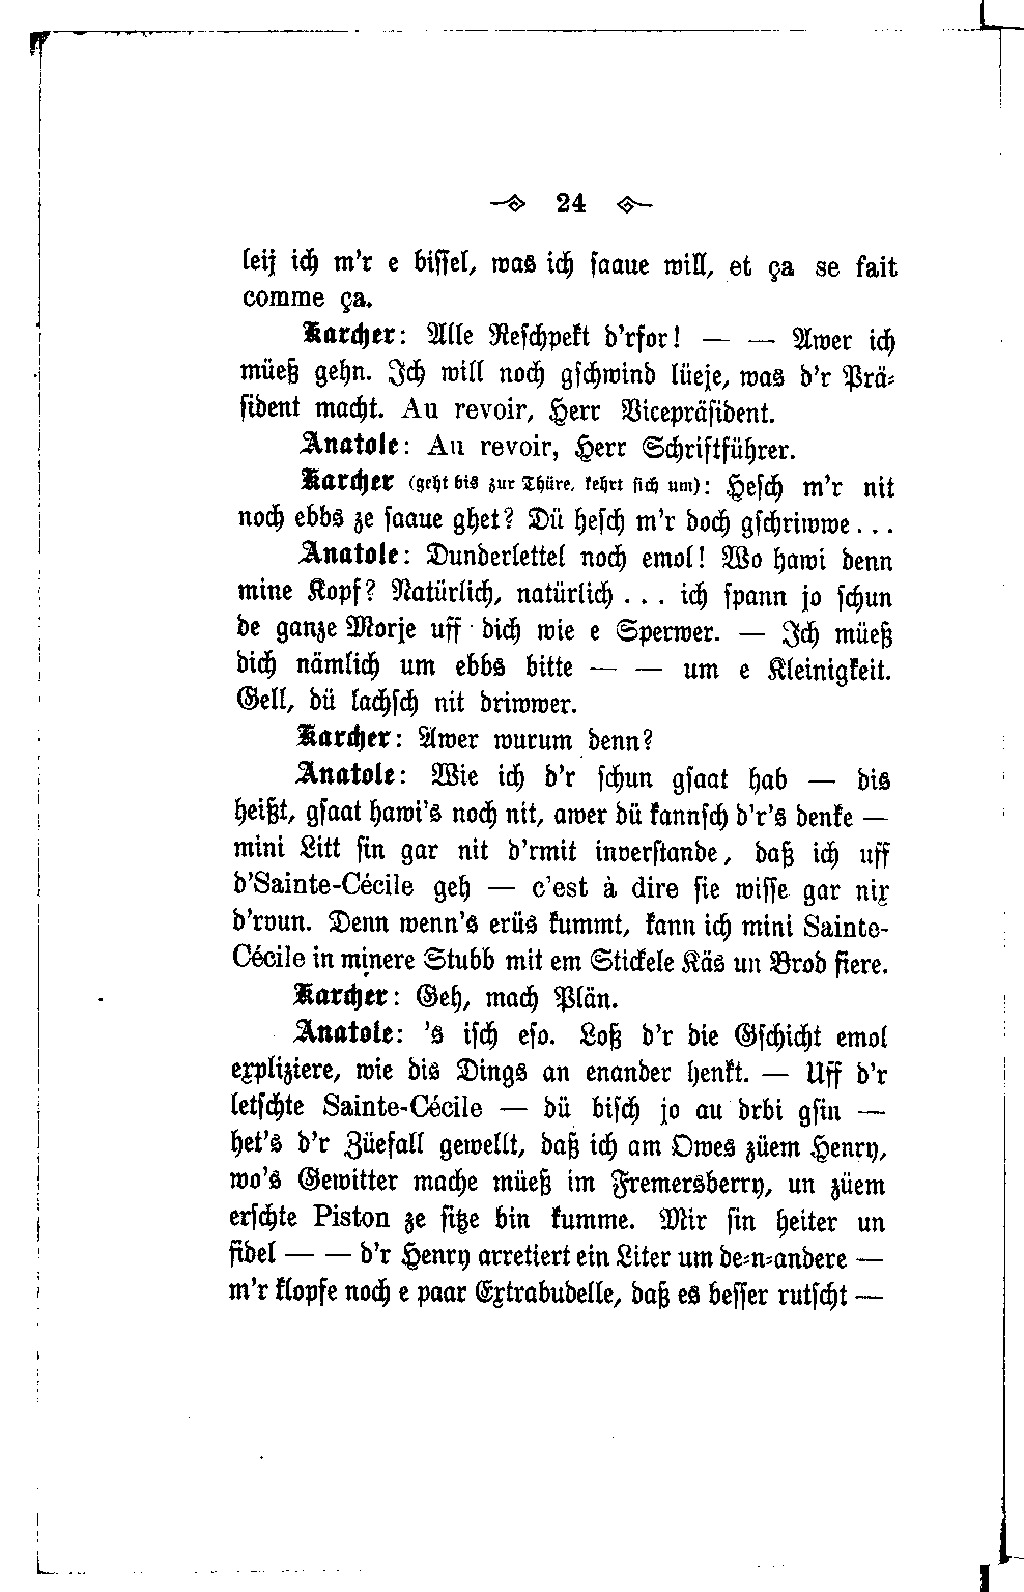 24
leij ich m'r e bissel, was ich saaue will, et ça se fait
comme ça.
Karcher: Alle Reschpekt d'rfor! — — Awer ich
müeß gehn. Ich will noch gschwind lüeje, was d'r Prä-
sident macht. Au revoir, Herr Vicepräsident.
Anatole: Au revoir, Herr Schriftführer.
Karcher (geht bis zur Thüre, kehrt sich um): Hesch m'r nit
noch ebbs ze saaue ghet? Dü hesch m'r doch gschriwwe...
Anatole: Dunderlettel noch emol! Wo hawi denn
mine Kopf? Natürlich, natürlich... ich spann jo schun
de ganze Morje uff dich wie e Sperwer. — Ich müeß
dich nämlich um ebbs bitte — — um e Kleinigkeit.
Gell, dü lachsch nit driwwer.
Karcher: Awer wurum denn?
Anatole: Wie ich d'r schun gsaat hab — dis
heißt, gsaat hawi's noch nit, awer dü kannsch d'r's denke —
mini Litt sin gar nit d'rmit inverstande, daß ich uff
d'Sainte-Cécile geh — c'est à dire sie wisse gar nix
d'rvun. Denn wenn's erüs kummt, kann ich mini Sainte-
Cécile in minere Stubb mit em Stickele Käs un Brod fiere.
Karcher: Geh, mach Plän.
Anatole: 's isch eso. Loß d'r die Gschicht emol
expliziere, wie dis Dings an enander henkt. — Uff d'r
letschte Sainte-Cécile — dü bisch jo au drbi gsin —
het's d'r Züefall gewellt, daß ich am Owes züem Henry,
wo's Gewitter mache müeß im Fremersberry, un züem
erschte Piston ze sitze bin kumme. Mir sin heiter un
fidel — — d'r Henry arretiert ein Liter um de-n-andere —
m'r klopfe noch e paar Extrabudelle, daß es besser rutscht —